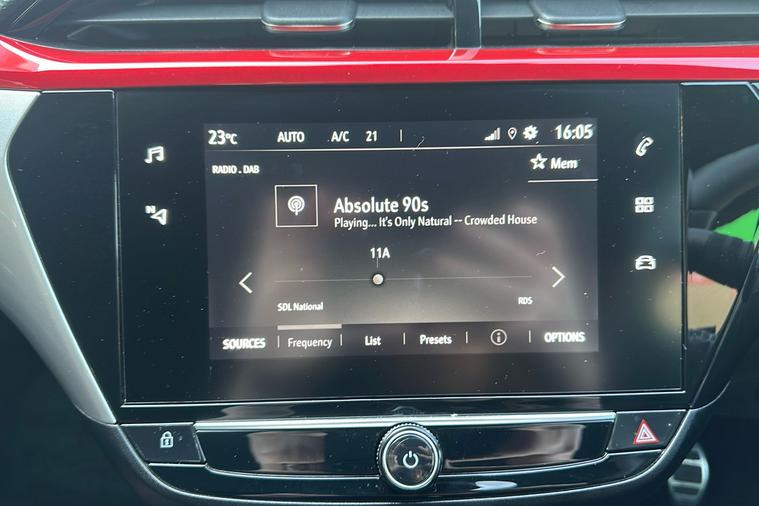 23°C AUTO A/C 21 16:05
RADIO . DAB
Mem
Absolute 90s
Playing... It's Only Natural -- Crowded House
11A
SDL National RDS
SOURCES Frequency List Presets OPTIONS
N